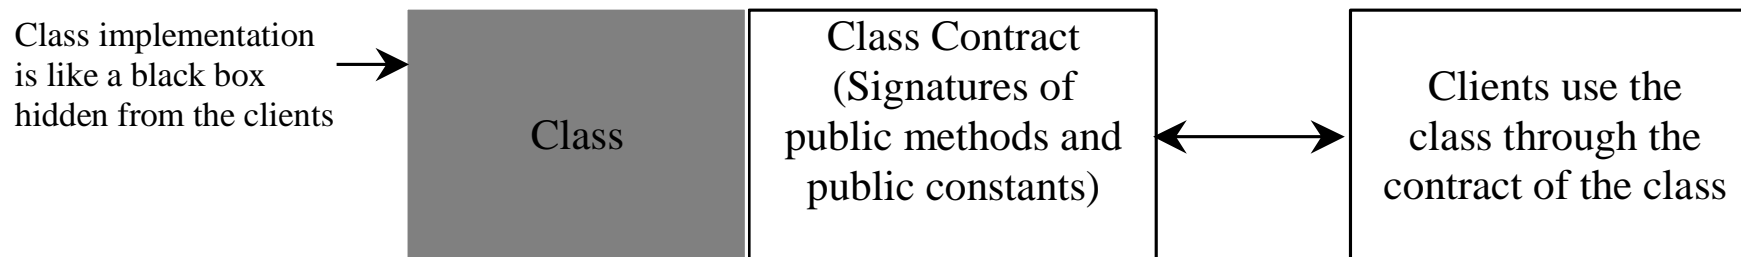 Class implementation
is like a black box
hidden from the clients
Class
Class Contract
(Signatures of
public methods and
public constants)
Clients use the
class through the
contract of the class